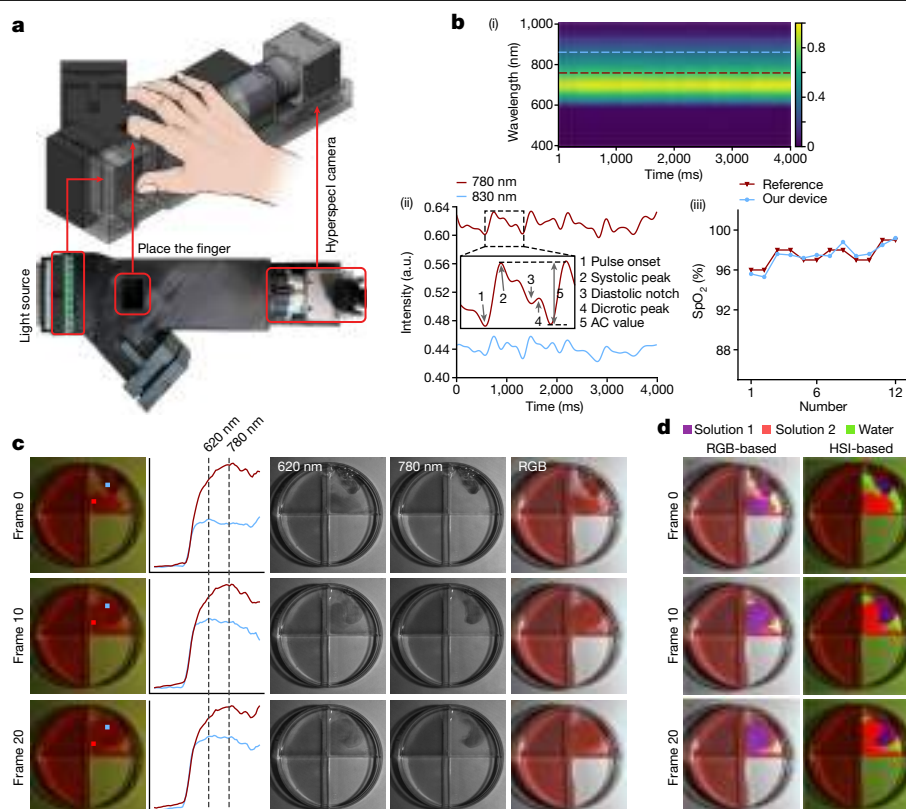 a
Place the finger
Light source
Hyperspecl camera
b
(i)
Wavelength (nm)
1,000
800
600
400
1
1,000
2,000
3,000
4,000
Time (ms)
0.8
0.4
0
(ii)
780 nm
830 nm
Intensity (a.u.)
0.64
0.60
0.56
0.52
0.48
0.44
0.40
0
1,000
2,000
3,000
4,000
Time (ms)
1
2
3
4
5
1 Pulse onset
2 Systolic peak
3 Diastolic notch
4 Dicrotic peak
5 AC value
(iii)
Reference
Our device
SpO2 (%)
100
96
92
88
1
6
12
Number
c
620 nm
780 nm
620 nm
780 nm
RGB
Frame 0
Frame 10
Frame 20
d
Solution 1
Solution 2
Water
RGB-based
HSI-based
Frame 0
Frame 10
Frame 20